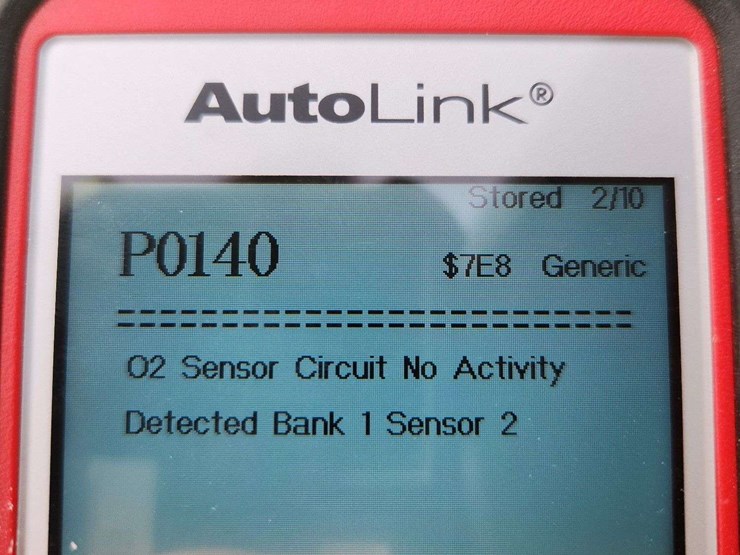 AutoLink®
Stored 2/10
P0140 $7E8 Generic
==============================
O2 Sensor Circuit No Activity
Detected Bank 1 Sensor 2